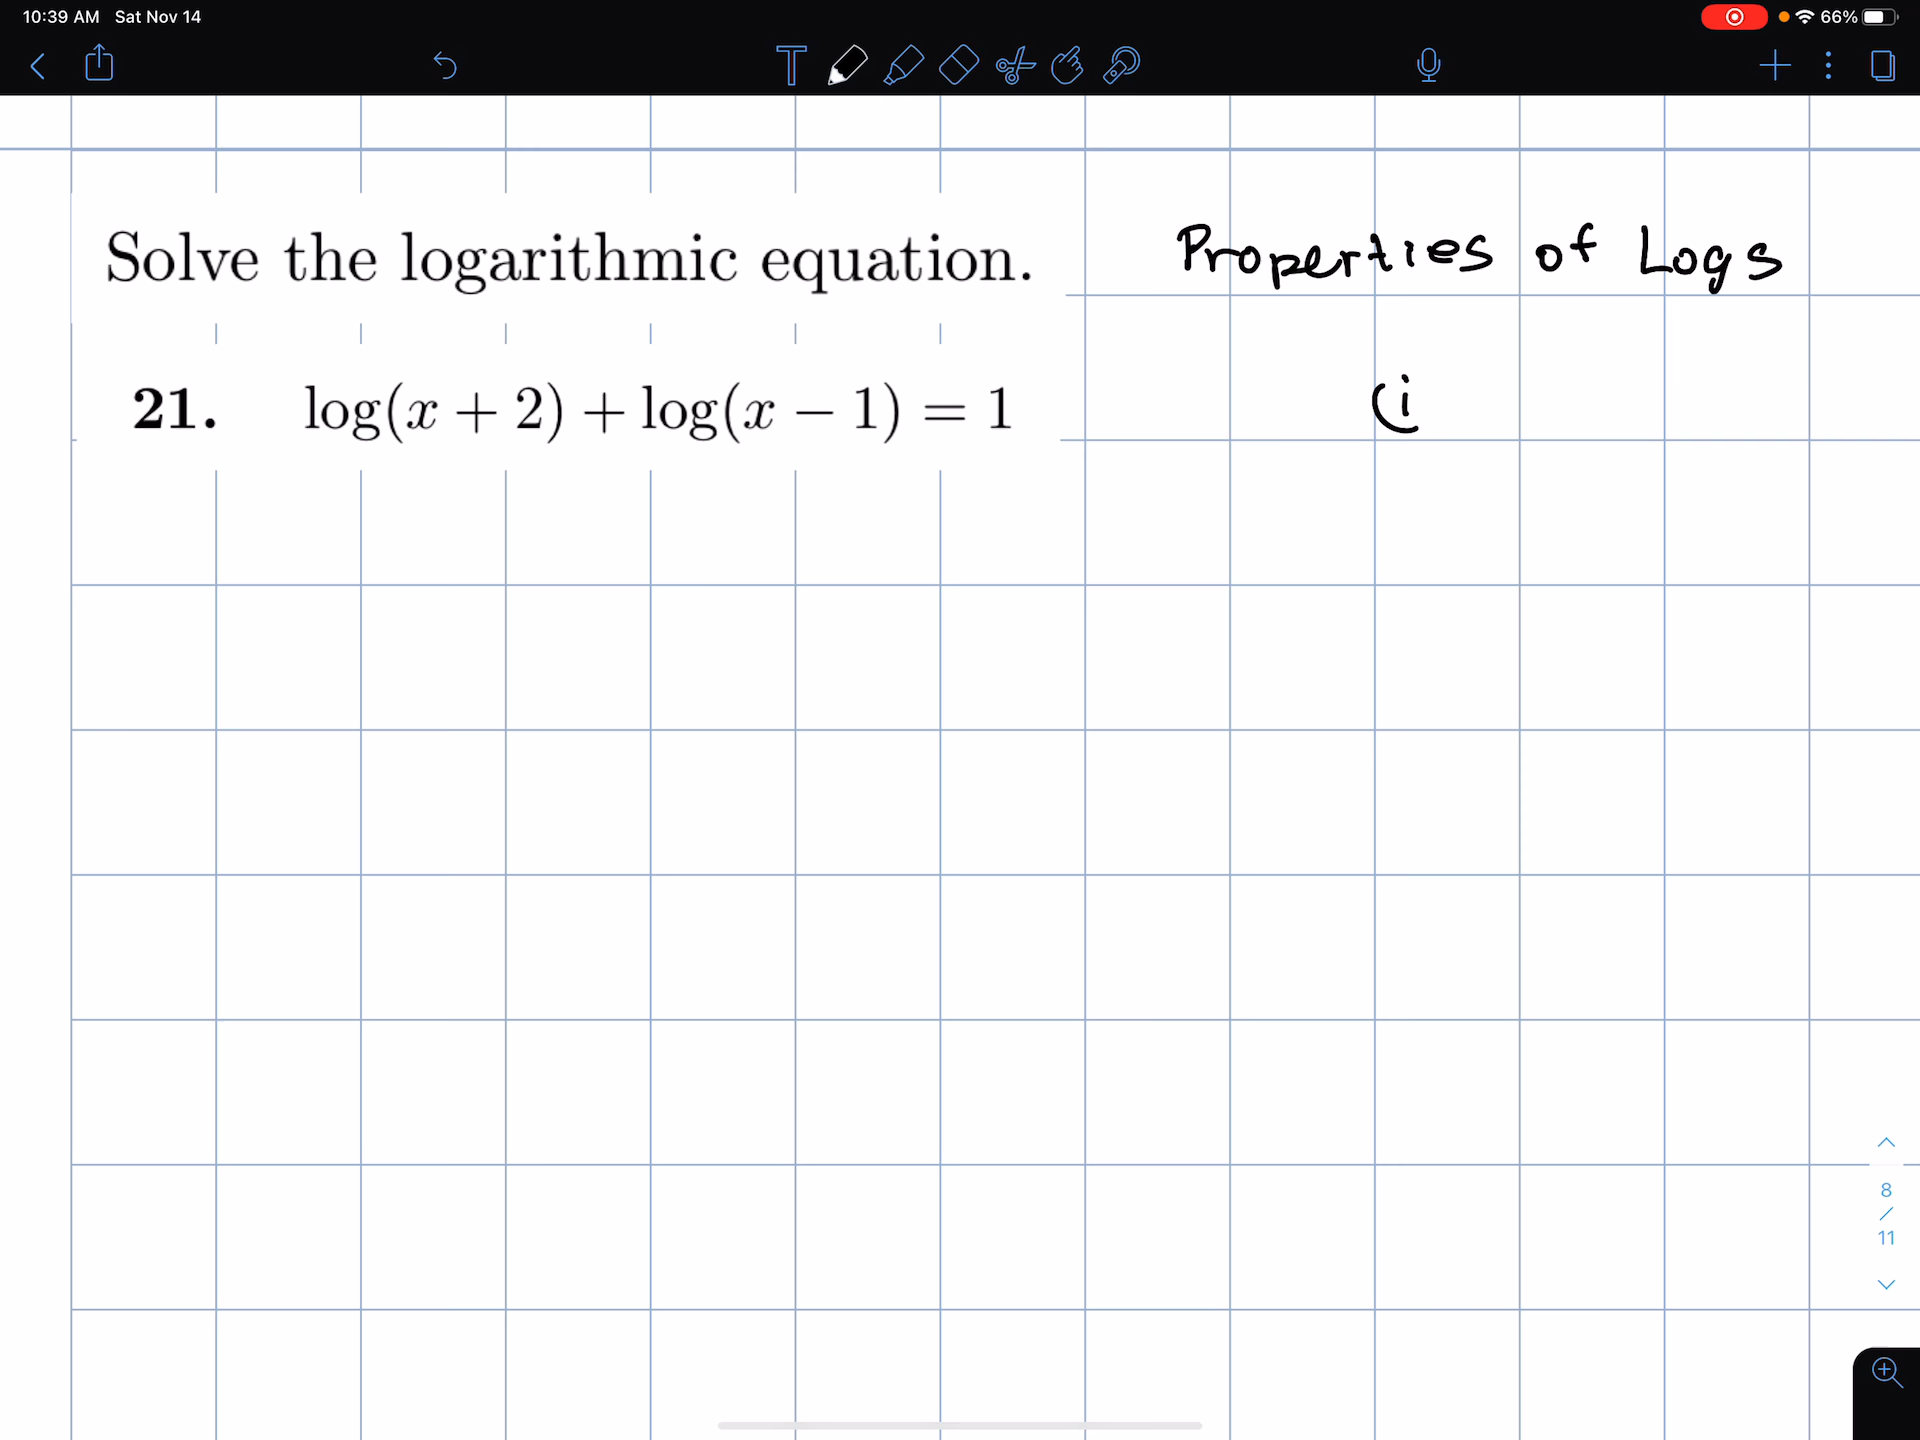 10:39 AM Sat Nov 14
66%
Solve the logarithmic equation.
Properties of Logs
21. log(x + 2) + log(x − 1) = 1
(i
8
/
11